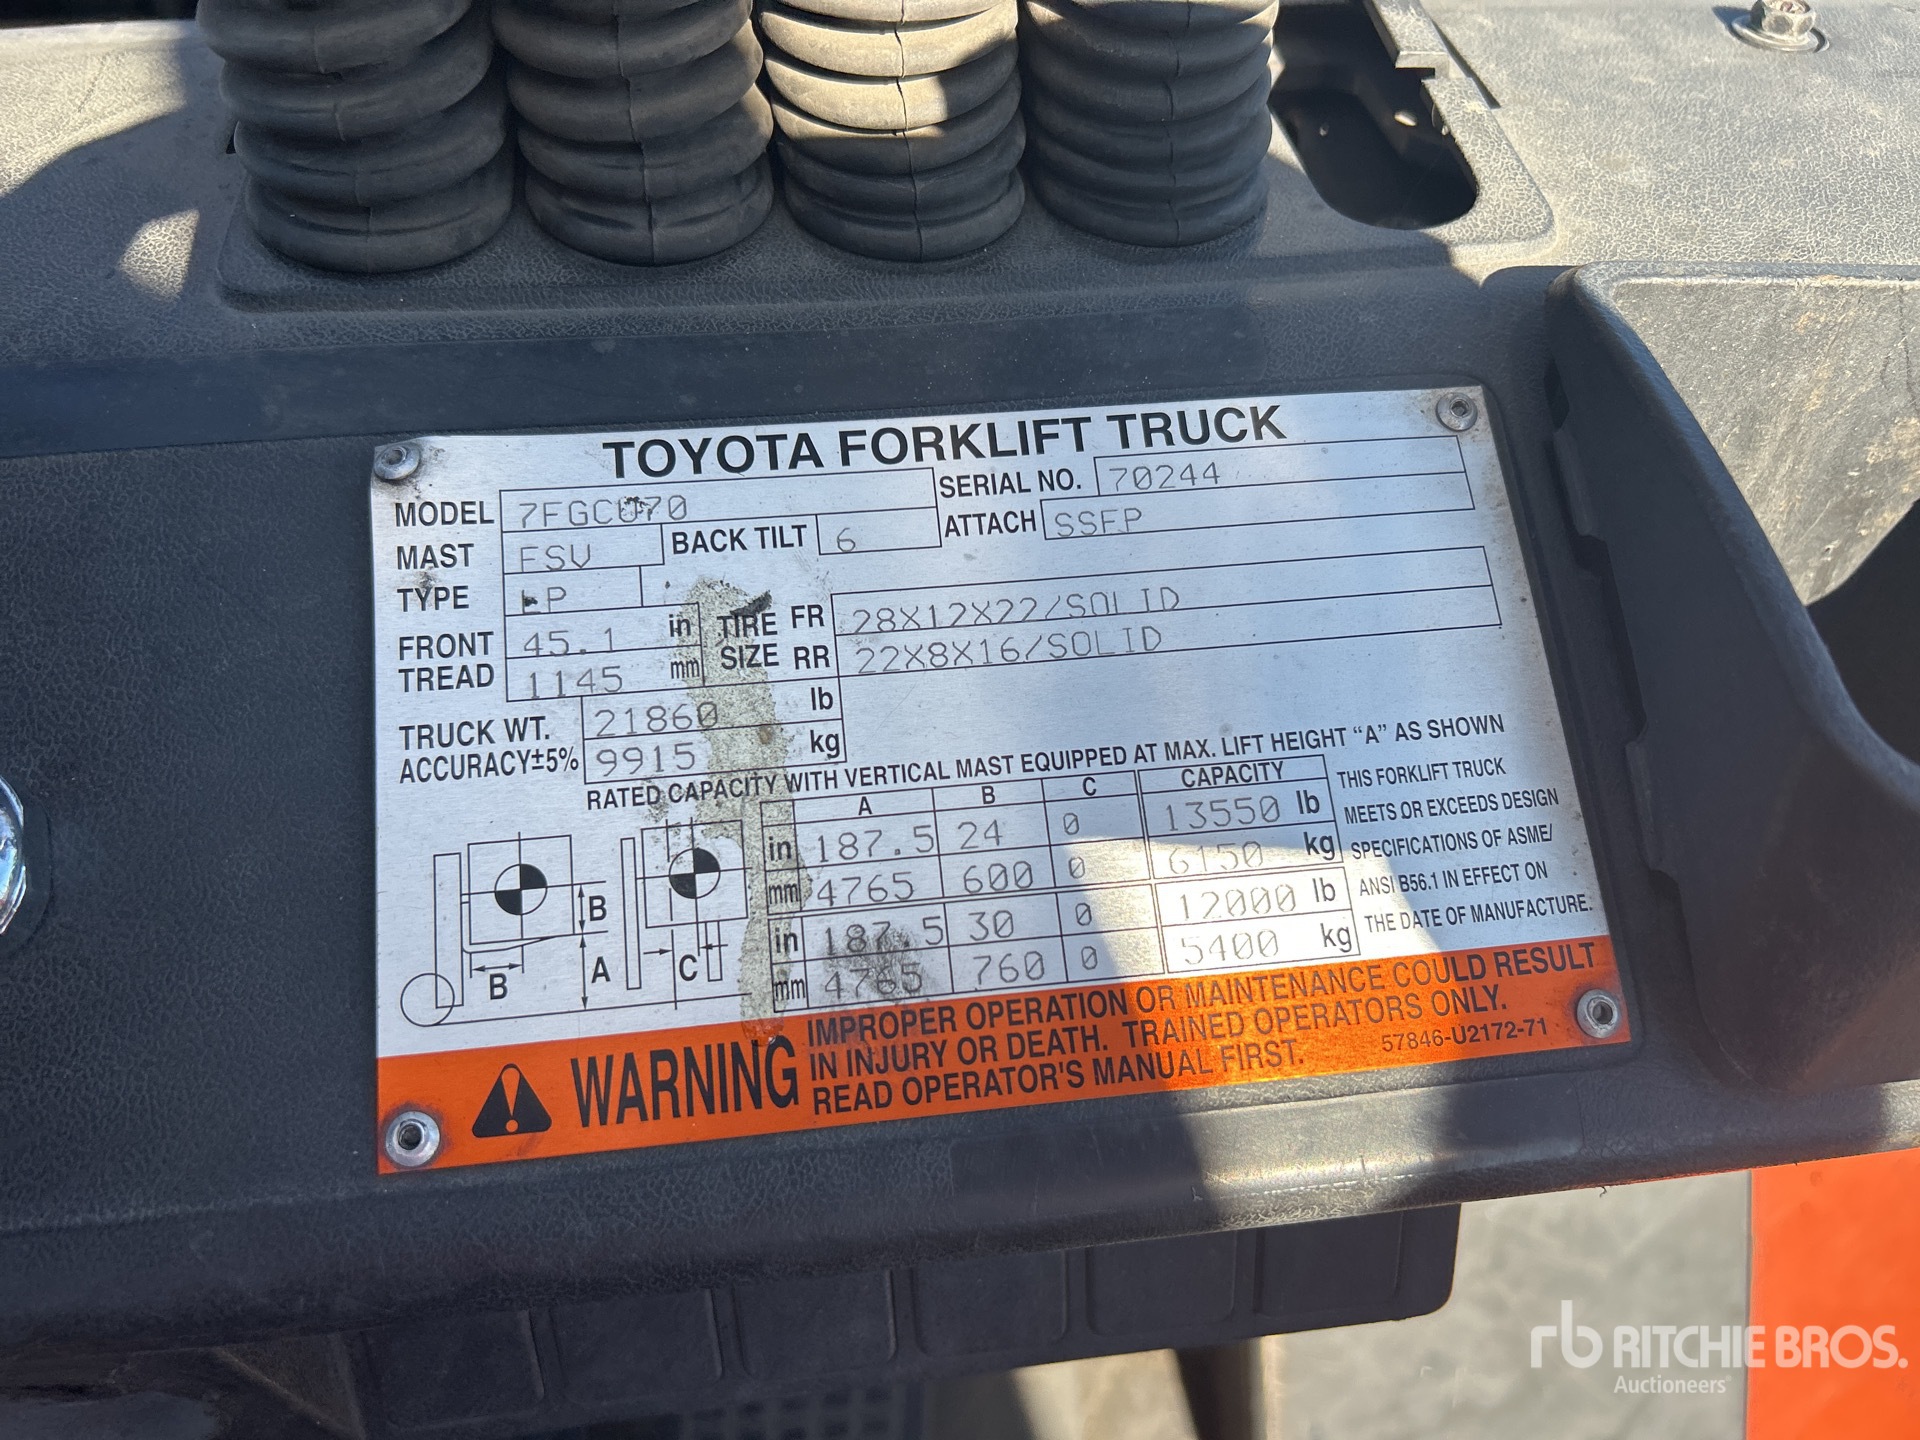 TOYOTA FORKLIFT TRUCK
MODEL 7FGCU70 SERIAL NO. 70244
MAST FSV BACK TILT 6 ATTACH SSFP
TYPE LP
FRONT TREAD 45.1 in TIRE SIZE FR 28X12X22/SOLID
1145 mm RR 22X8X16/SOLID
TRUCK WT. 21860 lb
ACCURACY±5% 9915 kg
RATED CAPACITY WITH VERTICAL MAST EQUIPPED AT MAX. LIFT HEIGHT "A" AS SHOWN
A B C CAPACITY
in 187.5 24 0 13550 lb
mm 4765 600 0 6150 kg
in 187.5 30 0 12000 lb
mm 4765 760 0 5400 kg
B
B A C
THIS FORKLIFT TRUCK
MEETS OR EXCEEDS DESIGN
SPECIFICATIONS OF ASME/
ANSI B56.1 IN EFFECT ON
THE DATE OF MANUFACTURE.
WARNING
IMPROPER OPERATION OR MAINTENANCE COULD RESULT
IN INJURY OR DEATH. TRAINED OPERATORS ONLY.
READ OPERATOR'S MANUAL FIRST.
57846-U2172-71
rb RITCHIE BROS.
Auctioneers